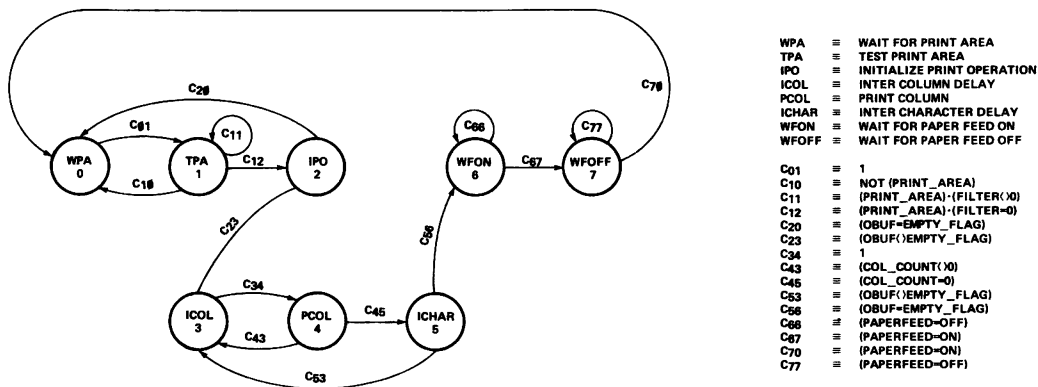 C2Ø
C7Ø
CØ1
C11
C66
C77
WPA
0
TPA
1
C12
IPO
2
WFON
6
C67
WFOFF
7
C1Ø
C23
C56
C34
ICOL
3
PCOL
4
C45
ICHAR
5
C43
C53
WPA ≡ WAIT FOR PRINT AREA
TPA ≡ TEST PRINT AREA
IPO ≡ INITIALIZE PRINT OPERATION
ICOL ≡ INTER COLUMN DELAY
PCOL ≡ PRINT COLUMN
ICHAR ≡ INTER CHARACTER DELAY
WFON ≡ WAIT FOR PAPER FEED ON
WFOFF ≡ WAIT FOR PAPER FEED OFF
C01 ≡ 1
C10 ≡ NOT (PRINT_AREA)
C11 ≡ (PRINT_AREA)·(FILTER<>0)
C12 ≡ (PRINT_AREA)·(FILTER=0)
C20 ≡ (OBUF=EMPTY_FLAG)
C23 ≡ (OBUF<>EMPTY_FLAG)
C34 ≡ 1
C43 ≡ (COL_COUNT<>0)
C45 ≡ (COL_COUNT=0)
C53 ≡ (OBUF<>EMPTY_FLAG)
C56 ≡ (OBUF=EMPTY_FLAG)
C66 ≡ (PAPERFEED=OFF)
C67 ≡ (PAPERFEED=ON)
C70 ≡ (PAPERFEED=ON)
C77 ≡ (PAPERFEED=OFF)